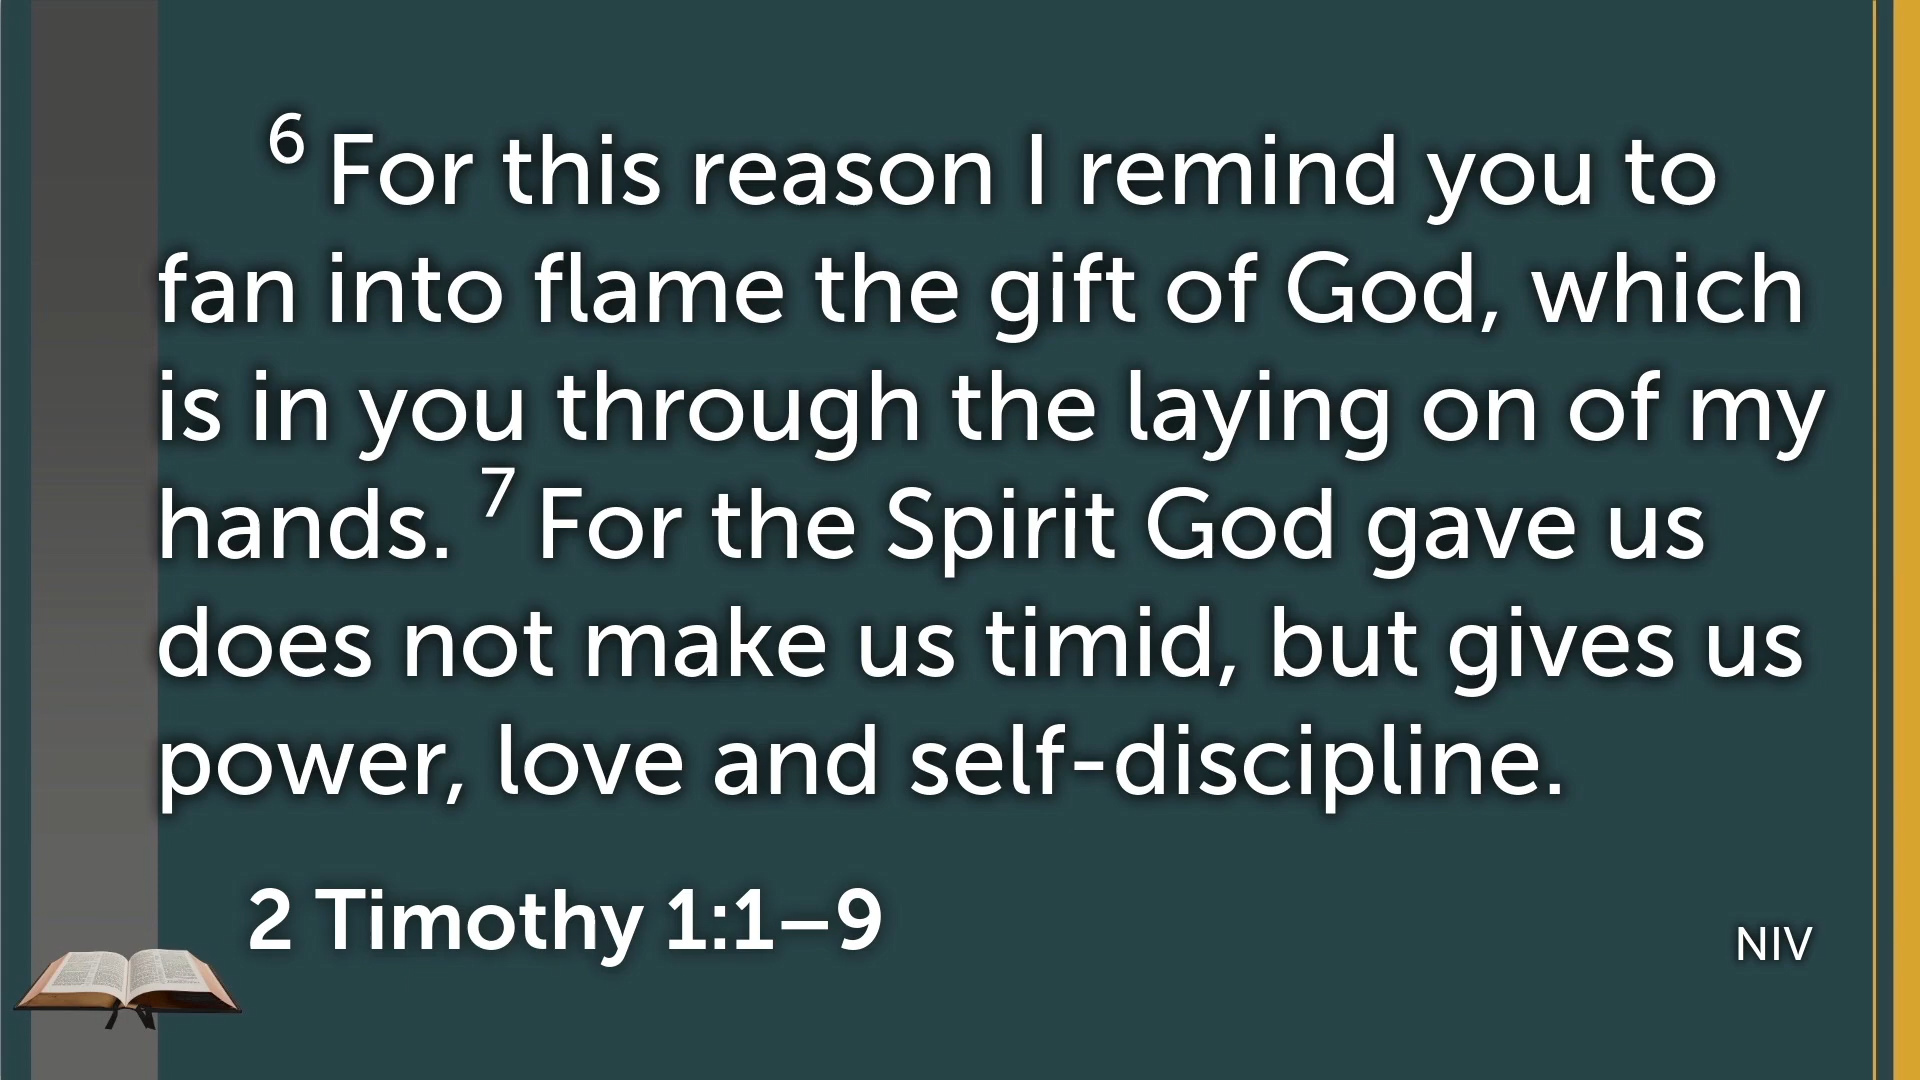 6 For this reason I remind you to
fan into flame the gift of God, which
is in you through the laying on of my
hands. 7 For the Spirit God gave us
does not make us timid, but gives us
power, love and self-discipline.
2 Timothy 1:1–9
NIV